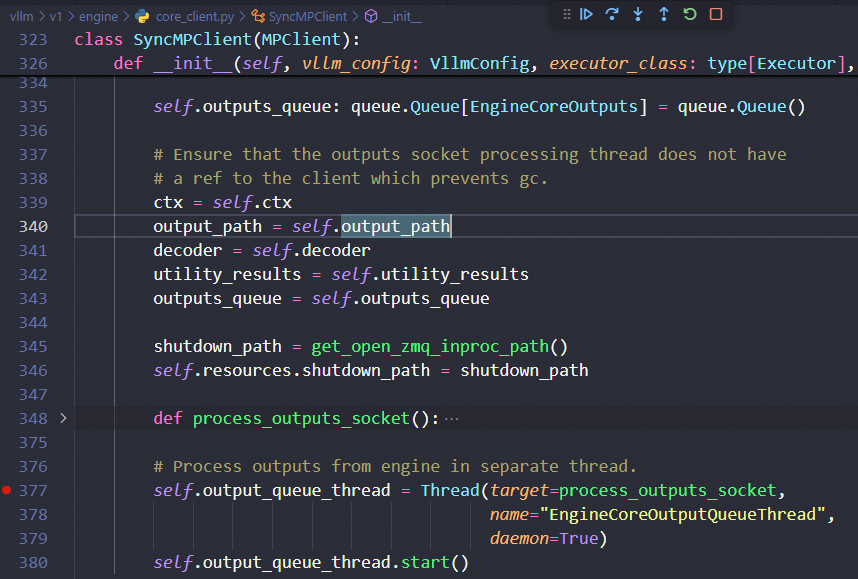 vllm > v1 > engine > core_client.py > SyncMPClient > __init__
323 class SyncMPClient(MPClient):
326 def __init__(self, vllm_config: VllmConfig, executor_class: type[Executor],
334
335 self.outputs_queue: queue.Queue[EngineCoreOutputs] = queue.Queue()
336
337 # Ensure that the outputs socket processing thread does not have
338 # a ref to the client which prevents gc.
339 ctx = self.ctx
340 output_path = self.output_path
341 decoder = self.decoder
342 utility_results = self.utility_results
343 outputs_queue = self.outputs_queue
344
345 shutdown_path = get_open_zmq_inproc_path()
346 self.resources.shutdown_path = shutdown_path
347
348 > def process_outputs_socket():···
375
376 # Process outputs from engine in separate thread.
377 self.output_queue_thread = Thread(target=process_outputs_socket,
378 name="EngineCoreOutputQueueThread",
379 daemon=True)
380 self.output_queue_thread.start()